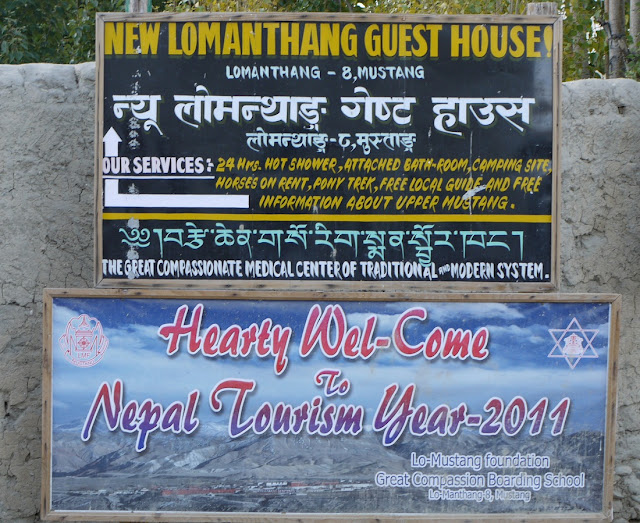 NEW LOMANTHANG GUEST HOUSE!
LOMANTHANG - 8, MUSTANG
न्यू लोमन्थाङ्ग गेष्ट हाउस
लोमन्थाङ्ग-८, मुस्ताङ्ग
OUR SERVICES:- 24 Hrs. HOT SHOWER, ATTACHED BATH-ROOM, CAMPING SITE,
HORSES ON RENT, PONY TREK, FREE LOCAL GUIDE AND FREE
INFORMATION ABOUT UPPER MUSTANG.
THE GREAT COMPASSIONATE MEDICAL CENTER OF TRADITIONAL AND MODERN SYSTEM.
Hearty Wel-Come
To
Nepal Tourism Year-2011
Lo-Mustang foundation
Great Compassion Boarding School
Lo-Manthang-8, Mustang